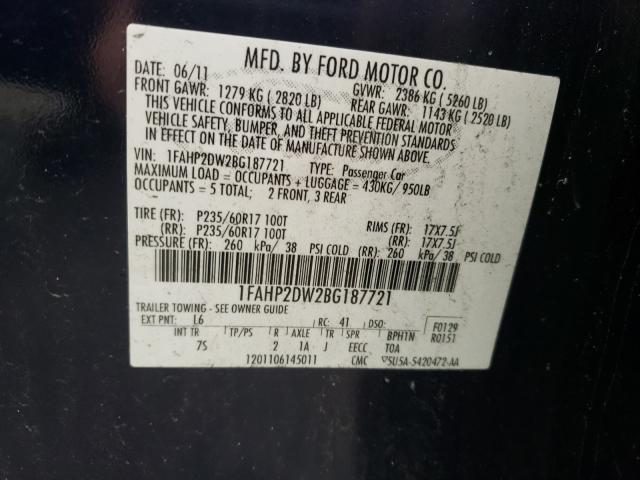 MFD. BY FORD MOTOR CO.
DATE: 06/11 GVWR: 2386 KG ( 5260 LB)
FRONT GAWR: 1279 KG ( 2820 LB) REAR GAWR: 1143 KG ( 2520 LB)
THIS VEHICLE CONFORMS TO ALL APPLICABLE FEDERAL MOTOR
VEHICLE SAFETY, BUMPER, AND THEFT PREVENTION STANDARDS
IN EFFECT ON THE DATE OF MANUFACTURE SHOWN ABOVE.
VIN: 1FAHP2DW2BG187721 TYPE: Passenger Car
MAXIMUM LOAD = OCCUPANTS + LUGGAGE = 430KG/950LB
OCCUPANTS = 5 TOTAL; 2 FRONT, 3 REAR
TIRE (FR): P235/60R17 100T RIMS (FR): 17X7.5J
(RR): P235/60R17 100T (RR): 17X7.5J
PRESSURE (FR): 260 kPa/ 38 PSI COLD (RR): 260 kPa/ 38 PSI COLD
1FAHP2DW2BG187721
TRAILER TOWING - SEE OWNER GUIDE
EXT PNT: L6 RC: 41 DSO: F0129
INT TR TP/PS R AXLE TR SPR BPH1N R0151
7S 2 1A J EECC TOA
1201106145011 CMC ▽5U5A-5420472-AA